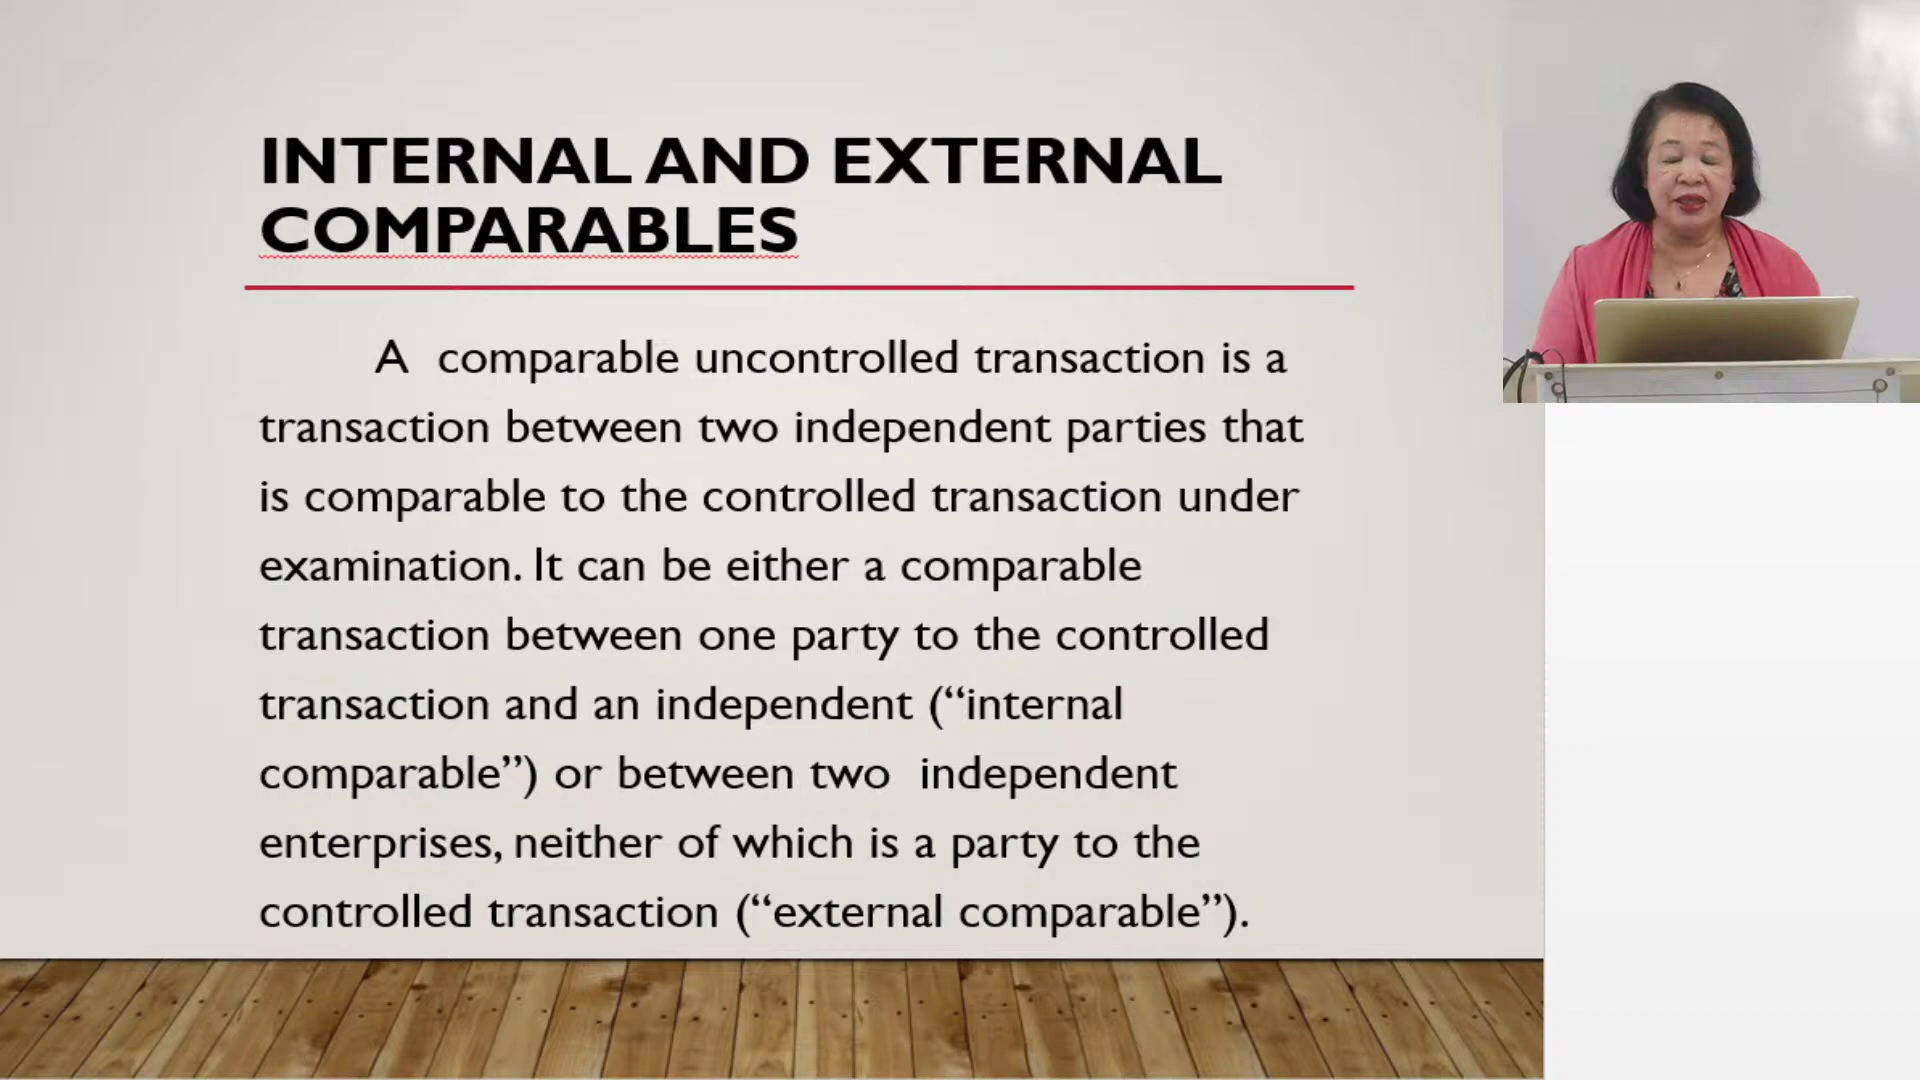 INTERNAL AND EXTERNAL
COMPARABLES
A comparable uncontrolled transaction is a
transaction between two independent parties that
is comparable to the controlled transaction under
examination. It can be either a comparable
transaction between one party to the controlled
transaction and an independent (“internal
comparable”) or between two independent
enterprises, neither of which is a party to the
controlled transaction (“external comparable”).